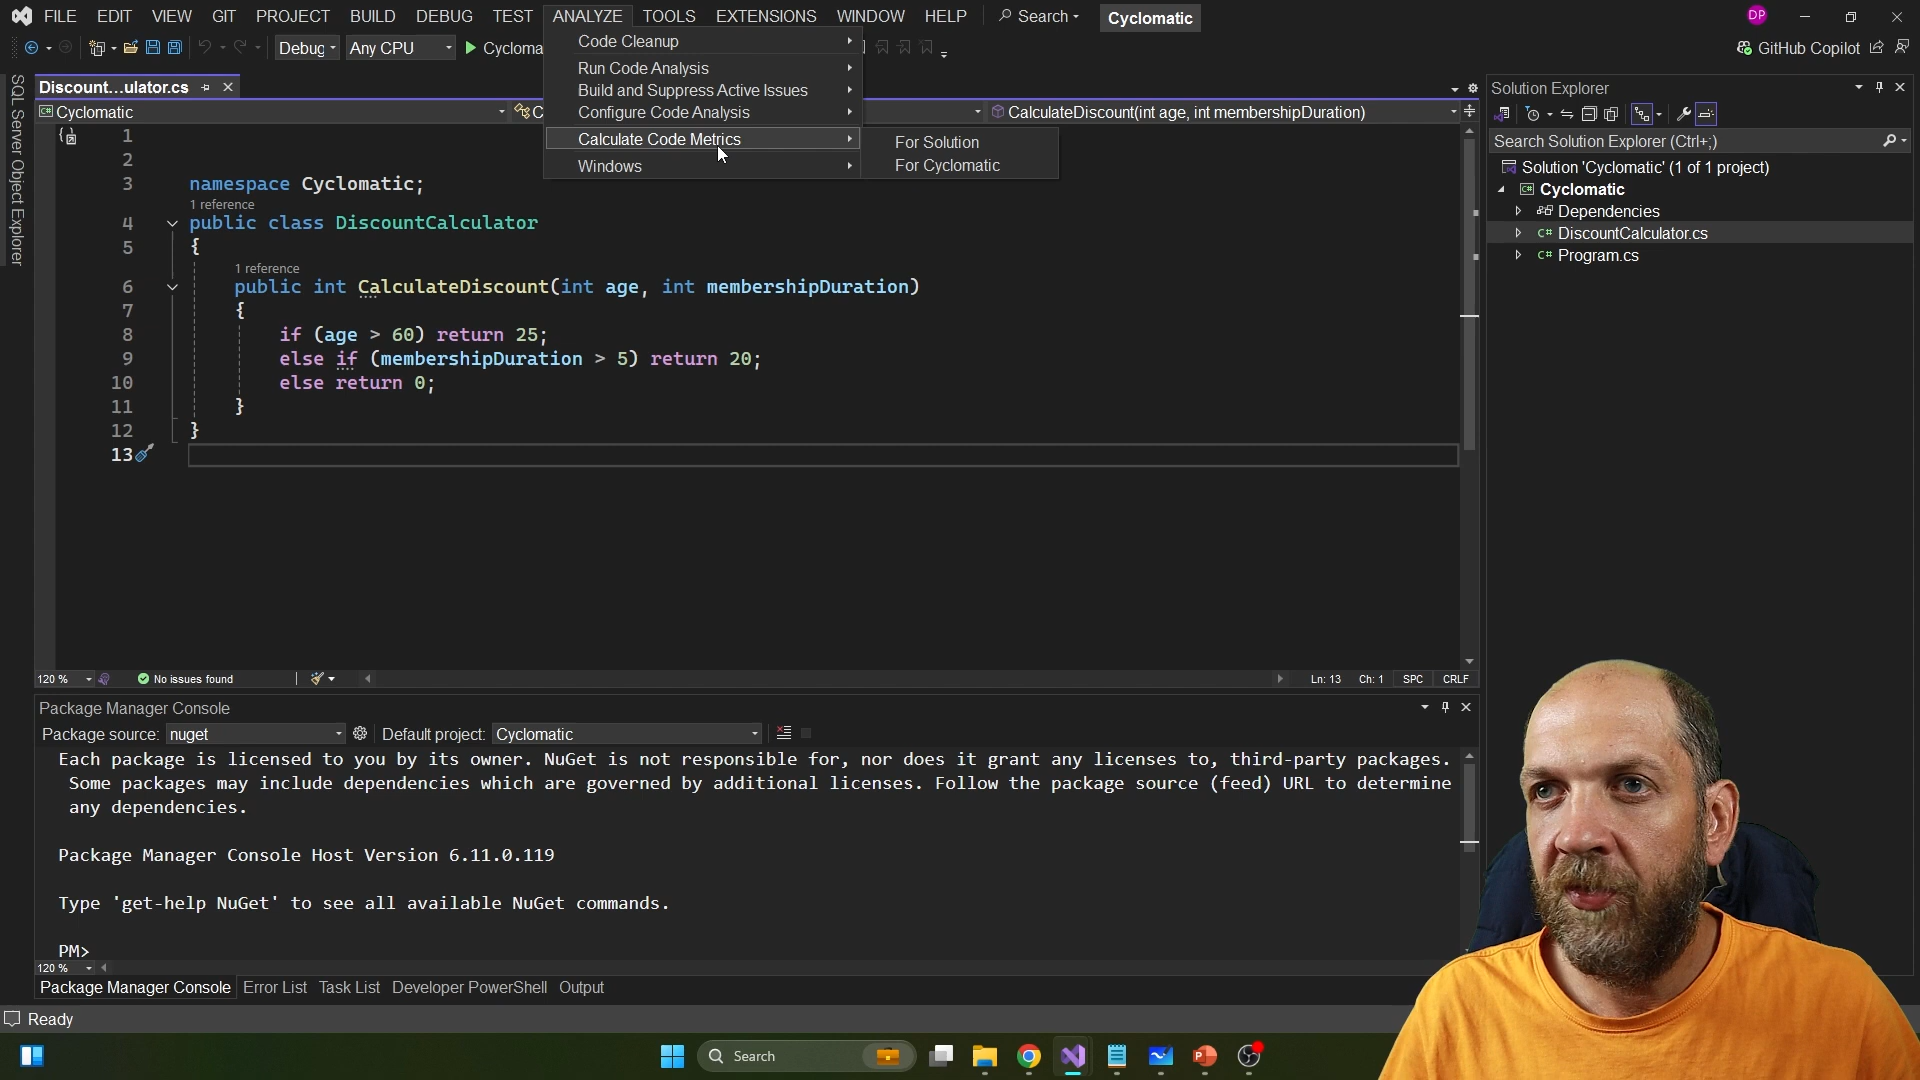 FILE EDIT VIEW GIT PROJECT BUILD DEBUG TEST ANALYZE TOOLS EXTENSIONS WINDOW HELP Search Cyclomatic DP
Debug Any CPU Cycloma GitHub Copilot
Code Cleanup
Run Code Analysis
Build and Suppress Active Issues
Configure Code Analysis
Calculate Code Metrics
Windows
For Solution
For Cyclomatic
SQL Server Object Explorer
Discount...ulator.cs
Cyclomatic C CalculateDiscount(int age, int membershipDuration)
1
2
3 namespace Cyclomatic;
1 reference
4 public class DiscountCalculator
5 {
1 reference
6 public int CalculateDiscount(int age, int membershipDuration)
7 {
8 if (age > 60) return 25;
9 else if (membershipDuration > 5) return 20;
10 else return 0;
11 }
12 }
13
120 % No issues found Ln: 13 Ch: 1 SPC CRLF
Solution Explorer
Search Solution Explorer (Ctrl+;)
Solution 'Cyclomatic' (1 of 1 project)
C# Cyclomatic
Dependencies
C# DiscountCalculator.cs
C# Program.cs
Package Manager Console
Package source: nuget Default project: Cyclomatic
Each package is licensed to you by its owner. NuGet is not responsible for, nor does it grant any licenses to, third-party packages.
Some packages may include dependencies which are governed by additional licenses. Follow the package source (feed) URL to determine
any dependencies.
Package Manager Console Host Version 6.11.0.119
Type 'get-help NuGet' to see all available NuGet commands.
PM>
120 %
Package Manager Console Error List Task List Developer PowerShell Output
Ready
Search